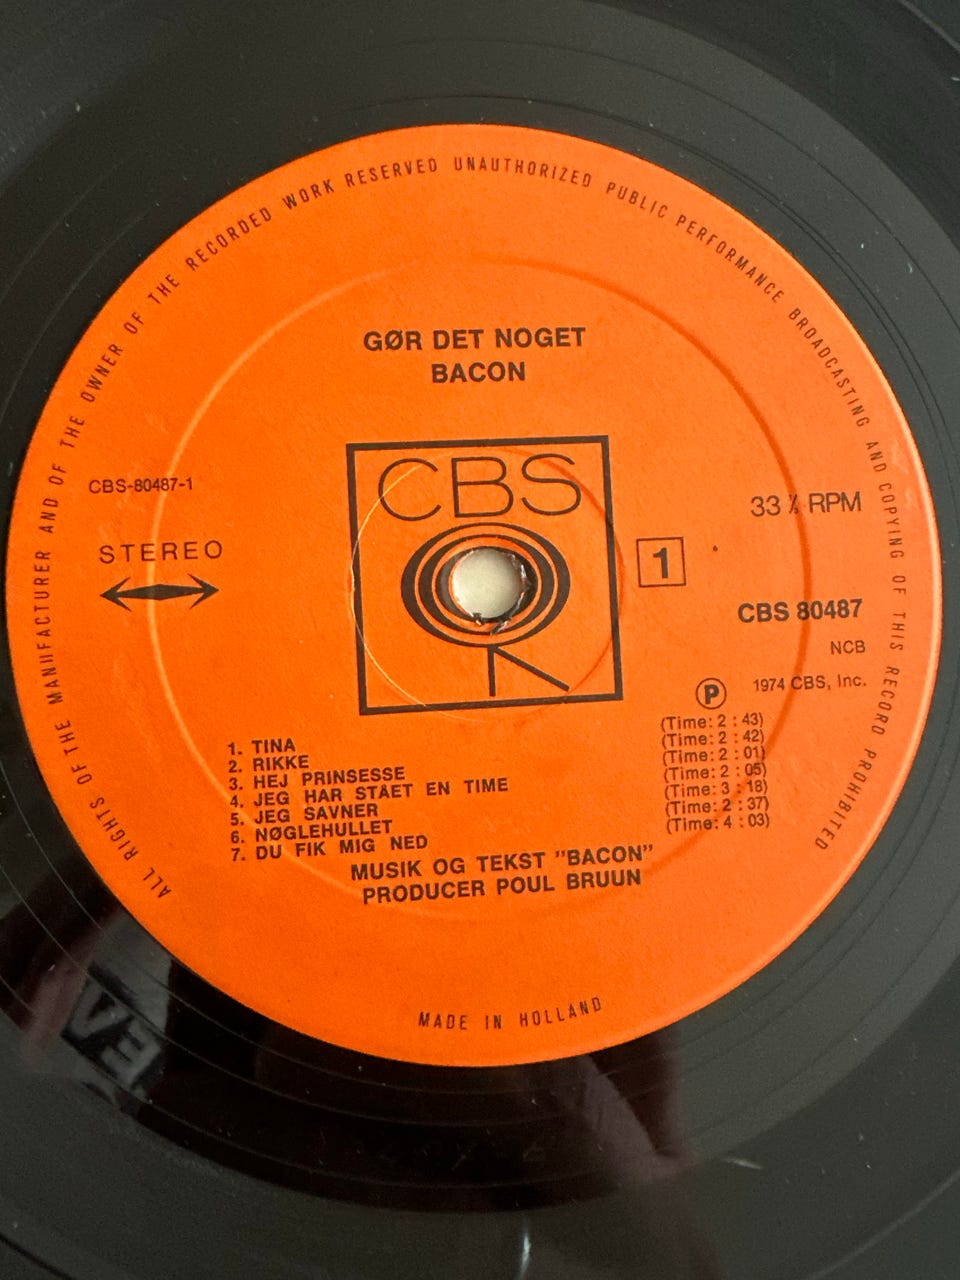 ALL RIGHTS OF THE MANUFACTURER AND OF THE OWNER OF THE RECORDED WORK RESERVED UNAUTHORIZED PUBLIC PERFORMANCE BROADCASTING AND COPYING OF THIS RECORD PROHIBITED
GØR DET NOGET
BACON
CBS
CBS-80487-1
33 ⅓ RPM
STEREO
1
CBS 80487
NCB
Ⓟ 1974 CBS, Inc.
1. TINA (Time: 2 : 43)
2. RIKKE (Time: 2 : 42)
3. HEJ PRINSESSE (Time: 2 : 01)
4. JEG HAR STÅET EN TIME (Time: 2 : 05)
5. JEG SAVNER (Time: 3 : 18)
6. NØGLEHULLET (Time: 2 : 37)
7. DU FIK MIG NED (Time: 4 : 03)
MUSIK OG TEKST "BACON"
PRODUCER POUL BRUUN
MADE IN HOLLAND